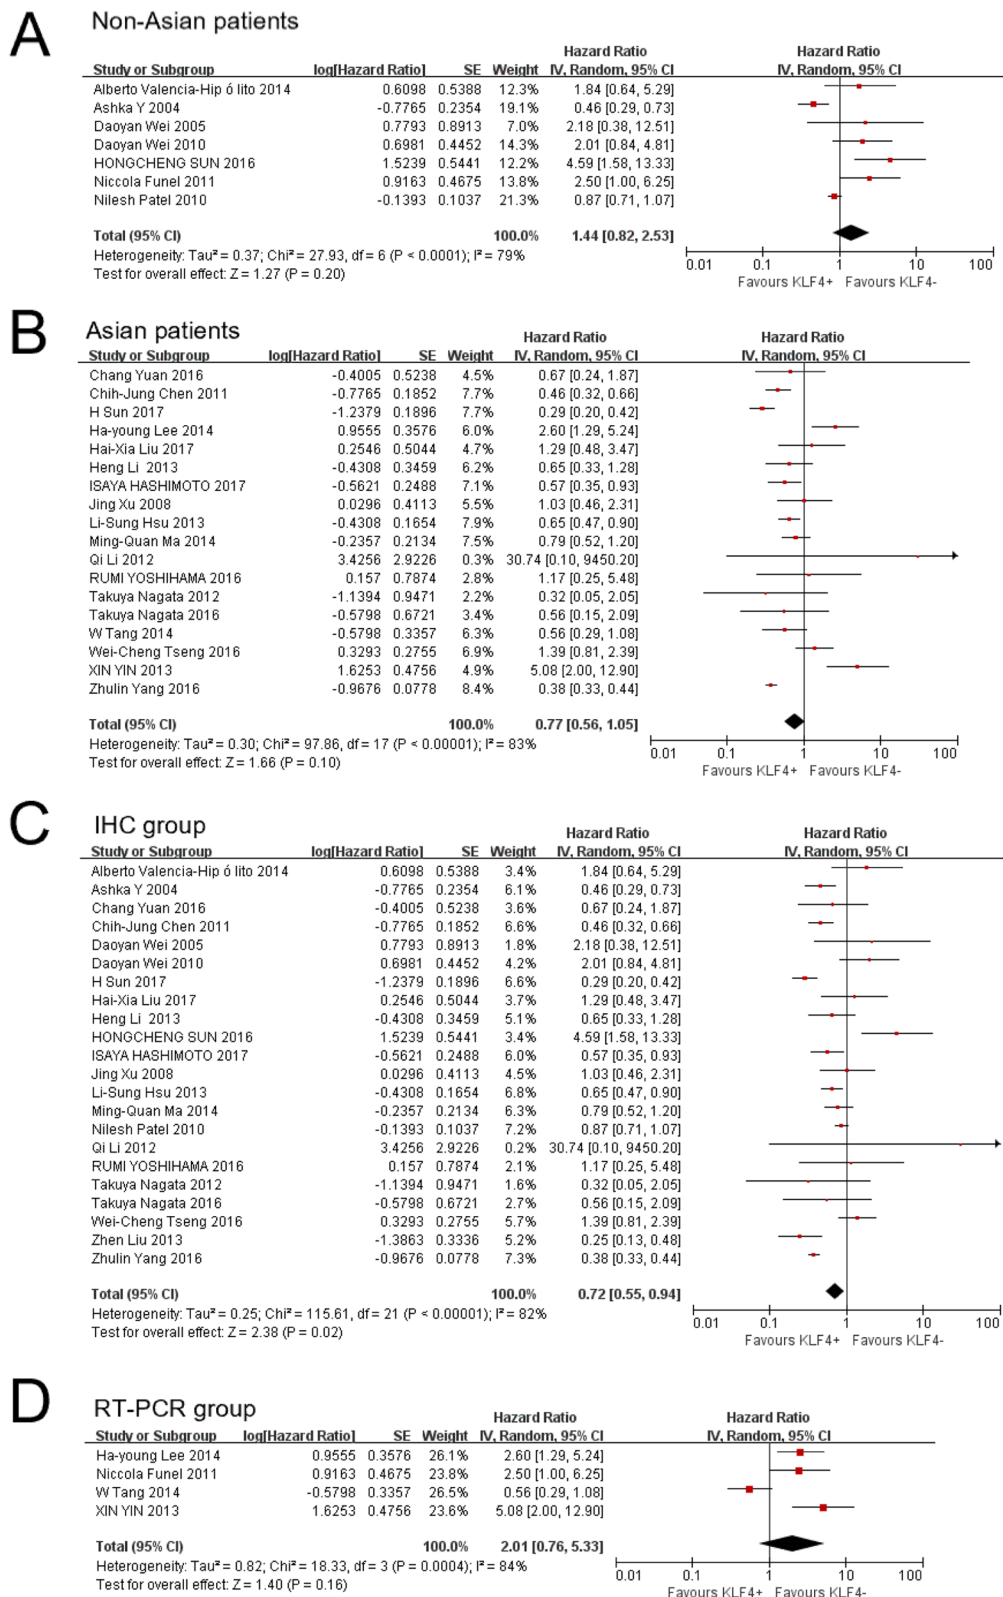 A
Non-Asian patients
Hazard Ratio Hazard Ratio
Study or Subgroup log[Hazard Ratio] SE Weight IV, Random, 95% CI IV, Random, 95% CI
Alberto Valencia-Hip ó lito 2014 0.6098 0.5388 12.3% 1.84 [0.64, 5.29]
Ashka Y 2004 -0.7765 0.2354 19.1% 0.46 [0.29, 0.73]
Daoyan Wei 2005 0.7793 0.8913 7.0% 2.18 [0.38, 12.51]
Daoyan Wei 2010 0.6981 0.4452 14.3% 2.01 [0.84, 4.81]
HONGCHENG SUN 2016 1.5239 0.5441 12.2% 4.59 [1.58, 13.33]
Niccola Funel 2011 0.9163 0.4675 13.8% 2.50 [1.00, 6.25]
Nilesh Patel 2010 -0.1393 0.1037 21.3% 0.87 [0.71, 1.07]
Total (95% CI) 100.0% 1.44 [0.82, 2.53]
Heterogeneity: Tau² = 0.37; Chi² = 27.93, df = 6 (P < 0.0001); I² = 79%
Test for overall effect: Z = 1.27 (P = 0.20)
0.01 0.1 1 10 100
Favours KLF4+ Favours KLF4-
B
Asian patients
Hazard Ratio Hazard Ratio
Study or Subgroup log[Hazard Ratio] SE Weight IV, Random, 95% CI IV, Random, 95% CI
Chang Yuan 2016 -0.4005 0.5238 4.5% 0.67 [0.24, 1.87]
Chih-Jung Chen 2011 -0.7765 0.1852 7.7% 0.46 [0.32, 0.66]
H Sun 2017 -1.2379 0.1896 7.7% 0.29 [0.20, 0.42]
Ha-young Lee 2014 0.9555 0.3576 6.0% 2.60 [1.29, 5.24]
Hai-Xia Liu 2017 0.2546 0.5044 4.7% 1.29 [0.48, 3.47]
Heng Li 2013 -0.4308 0.3459 6.2% 0.65 [0.33, 1.28]
ISAYA HASHIMOTO 2017 -0.5621 0.2488 7.1% 0.57 [0.35, 0.93]
Jing Xu 2008 0.0296 0.4113 5.5% 1.03 [0.46, 2.31]
Li-Sung Hsu 2013 -0.4308 0.1654 7.9% 0.65 [0.47, 0.90]
Ming-Quan Ma 2014 -0.2357 0.2134 7.5% 0.79 [0.52, 1.20]
Qi Li 2012 3.4256 2.9226 0.3% 30.74 [0.10, 9450.20]
RUMI YOSHIHAMA 2016 0.157 0.7874 2.8% 1.17 [0.25, 5.48]
Takuya Nagata 2012 -1.1394 0.9471 2.2% 0.32 [0.05, 2.05]
Takuya Nagata 2016 -0.5798 0.6721 3.4% 0.56 [0.15, 2.09]
W Tang 2014 -0.5798 0.3357 6.3% 0.56 [0.29, 1.08]
Wei-Cheng Tseng 2016 0.3293 0.2755 6.9% 1.39 [0.81, 2.39]
XIN YIN 2013 1.6253 0.4756 4.9% 5.08 [2.00, 12.90]
Zhulin Yang 2016 -0.9676 0.0778 8.4% 0.38 [0.33, 0.44]
Total (95% CI) 100.0% 0.77 [0.56, 1.05]
Heterogeneity: Tau² = 0.30; Chi² = 97.86, df = 17 (P < 0.00001); I² = 83%
Test for overall effect: Z = 1.66 (P = 0.10)
0.01 0.1 1 10 100
Favours KLF4+ Favours KLF4-
C
IHC group
Hazard Ratio Hazard Ratio
Study or Subgroup log[Hazard Ratio] SE Weight IV, Random, 95% CI IV, Random, 95% CI
Alberto Valencia-Hip ó lito 2014 0.6098 0.5388 3.4% 1.84 [0.64, 5.29]
Ashka Y 2004 -0.7765 0.2354 6.1% 0.46 [0.29, 0.73]
Chang Yuan 2016 -0.4005 0.5238 3.6% 0.67 [0.24, 1.87]
Chih-Jung Chen 2011 -0.7765 0.1852 6.6% 0.46 [0.32, 0.66]
Daoyan Wei 2005 0.7793 0.8913 1.8% 2.18 [0.38, 12.51]
Daoyan Wei 2010 0.6981 0.4452 4.2% 2.01 [0.84, 4.81]
H Sun 2017 -1.2379 0.1896 6.6% 0.29 [0.20, 0.42]
Hai-Xia Liu 2017 0.2546 0.5044 3.7% 1.29 [0.48, 3.47]
Heng Li 2013 -0.4308 0.3459 5.1% 0.65 [0.33, 1.28]
HONGCHENG SUN 2016 1.5239 0.5441 3.4% 4.59 [1.58, 13.33]
ISAYA HASHIMOTO 2017 -0.5621 0.2488 6.0% 0.57 [0.35, 0.93]
Jing Xu 2008 0.0296 0.4113 4.5% 1.03 [0.46, 2.31]
Li-Sung Hsu 2013 -0.4308 0.1654 6.8% 0.65 [0.47, 0.90]
Ming-Quan Ma 2014 -0.2357 0.2134 6.3% 0.79 [0.52, 1.20]
Nilesh Patel 2010 -0.1393 0.1037 7.2% 0.87 [0.71, 1.07]
Qi Li 2012 3.4256 2.9226 0.2% 30.74 [0.10, 9450.20]
RUMI YOSHIHAMA 2016 0.157 0.7874 2.1% 1.17 [0.25, 5.48]
Takuya Nagata 2012 -1.1394 0.9471 1.6% 0.32 [0.05, 2.05]
Takuya Nagata 2016 -0.5798 0.6721 2.7% 0.56 [0.15, 2.09]
Wei-Cheng Tseng 2016 0.3293 0.2755 5.7% 1.39 [0.81, 2.39]
Zhen Liu 2013 -1.3863 0.3336 5.2% 0.25 [0.13, 0.48]
Zhulin Yang 2016 -0.9676 0.0778 7.3% 0.38 [0.33, 0.44]
Total (95% CI) 100.0% 0.72 [0.55, 0.94]
Heterogeneity: Tau² = 0.25; Chi² = 115.61, df = 21 (P < 0.00001); I² = 82%
Test for overall effect: Z = 2.38 (P = 0.02)
0.01 0.1 1 10 100
Favours KLF4+ Favours KLF4-
D
RT-PCR group
Hazard Ratio Hazard Ratio
Study or Subgroup log[Hazard Ratio] SE Weight IV, Random, 95% CI IV, Random, 95% CI
Ha-young Lee 2014 0.9555 0.3576 26.1% 2.60 [1.29, 5.24]
Niccola Funel 2011 0.9163 0.4675 23.8% 2.50 [1.00, 6.25]
W Tang 2014 -0.5798 0.3357 26.5% 0.56 [0.29, 1.08]
XIN YIN 2013 1.6253 0.4756 23.6% 5.08 [2.00, 12.90]
Total (95% CI) 100.0% 2.01 [0.76, 5.33]
Heterogeneity: Tau² = 0.82; Chi² = 18.33, df = 3 (P = 0.0004); I² = 84%
Test for overall effect: Z = 1.40 (P = 0.16)
0.01 0.1 1 10 100
Favours KLF4+ Favours KLF4-